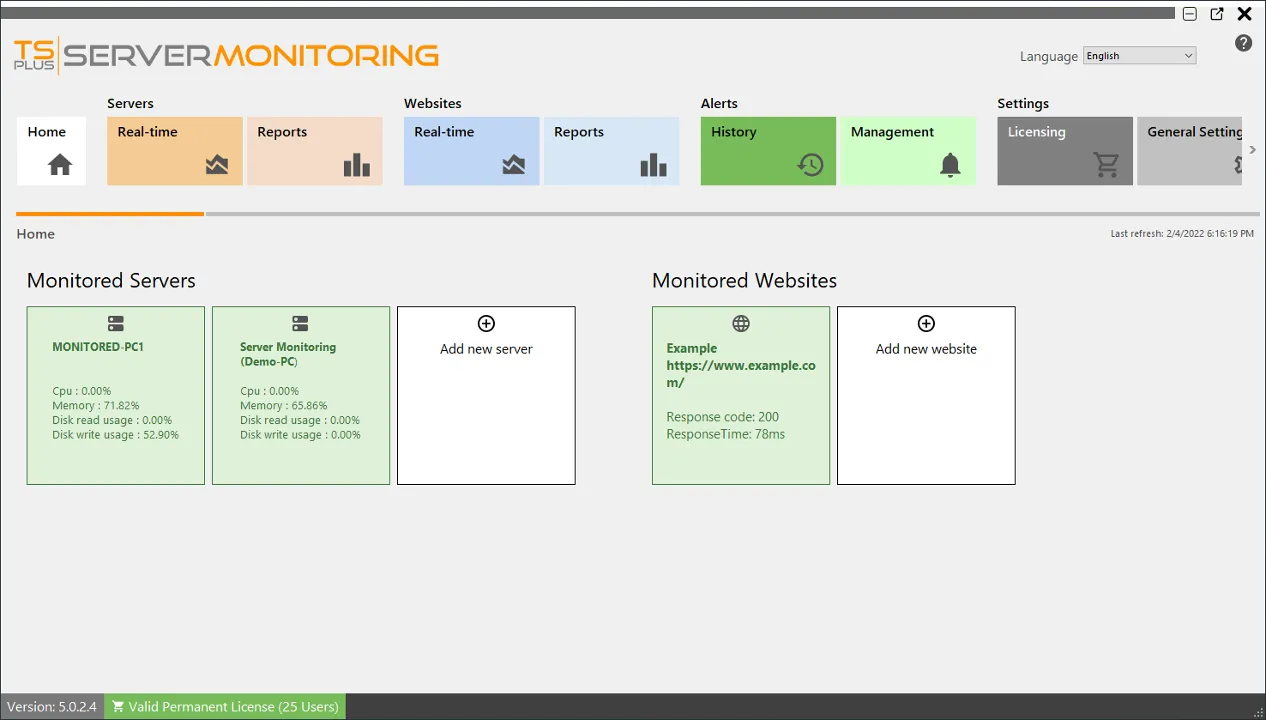 TS PLUS SERVERMONITORING
Language English
Servers
Websites
Alerts
Settings
Home
Real-time
Reports
Real-time
Reports
History
Management
Licensing
General Setting
Home
Last refresh: 2/4/2022 6:16:19 PM
Monitored Servers
MONITORED-PC1
Cpu : 0.00%
Memory : 71.82%
Disk read usage : 0.00%
Disk write usage : 52.90%
Server Monitoring
(Demo-PC)
Cpu : 0.00%
Memory : 65.86%
Disk read usage : 0.00%
Disk write usage : 0.00%
Add new server
Monitored Websites
Example
https://www.example.co
m/
Response code: 200
ResponseTime: 78ms
Add new website
Version: 5.0.2.4
Valid Permanent License (25 Users)